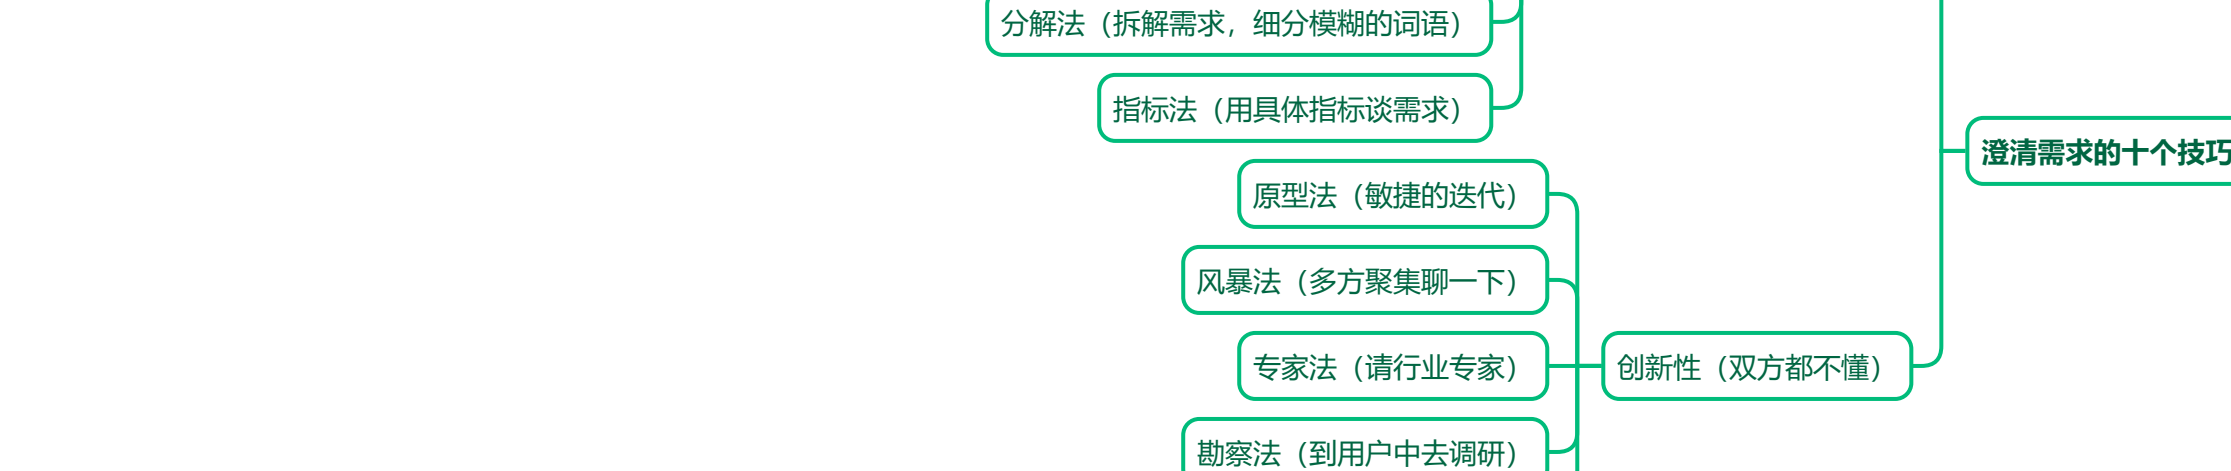 分解法（拆解需求，细分模糊的词语）
指标法（用具体指标谈需求）
澄清需求的十个技巧
原型法（敏捷的迭代）
风暴法（多方聚集聊一下）
专家法（请行业专家）
创新性（双方都不懂）
勘察法（到用户中去调研）